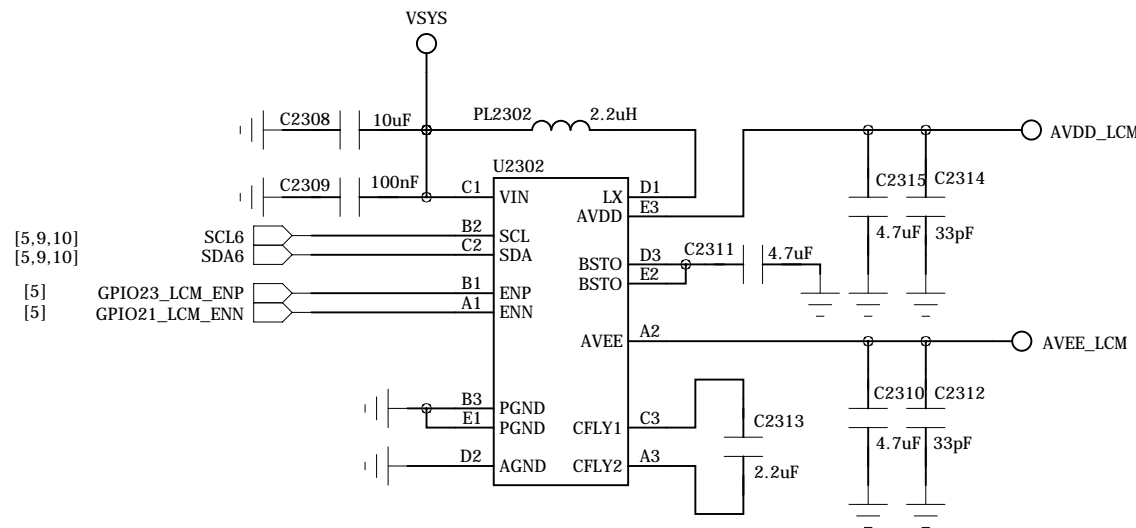 VSYS
C2308 10uF PL2302 2.2uH
AVDD_LCM
U2302
C2309 100nF C1 VIN LX D1
C2315 C2314
AVDD E3
[5,9,10] SCL6 B2 SCL 4.7uF 33pF
[5,9,10] SDA6 C2 SDA
BSTO D3 C2311 4.7uF
BSTO E2
[5] GPIO23_LCM_ENP B1 ENP
[5] GPIO21_LCM_ENN A1 ENN
AVEE A2 AVEE_LCM
C2310 C2312
B3 PGND
E1 PGND CFLY1 C3 C2313
4.7uF 33pF
D2 AGND CFLY2 A3 2.2uF